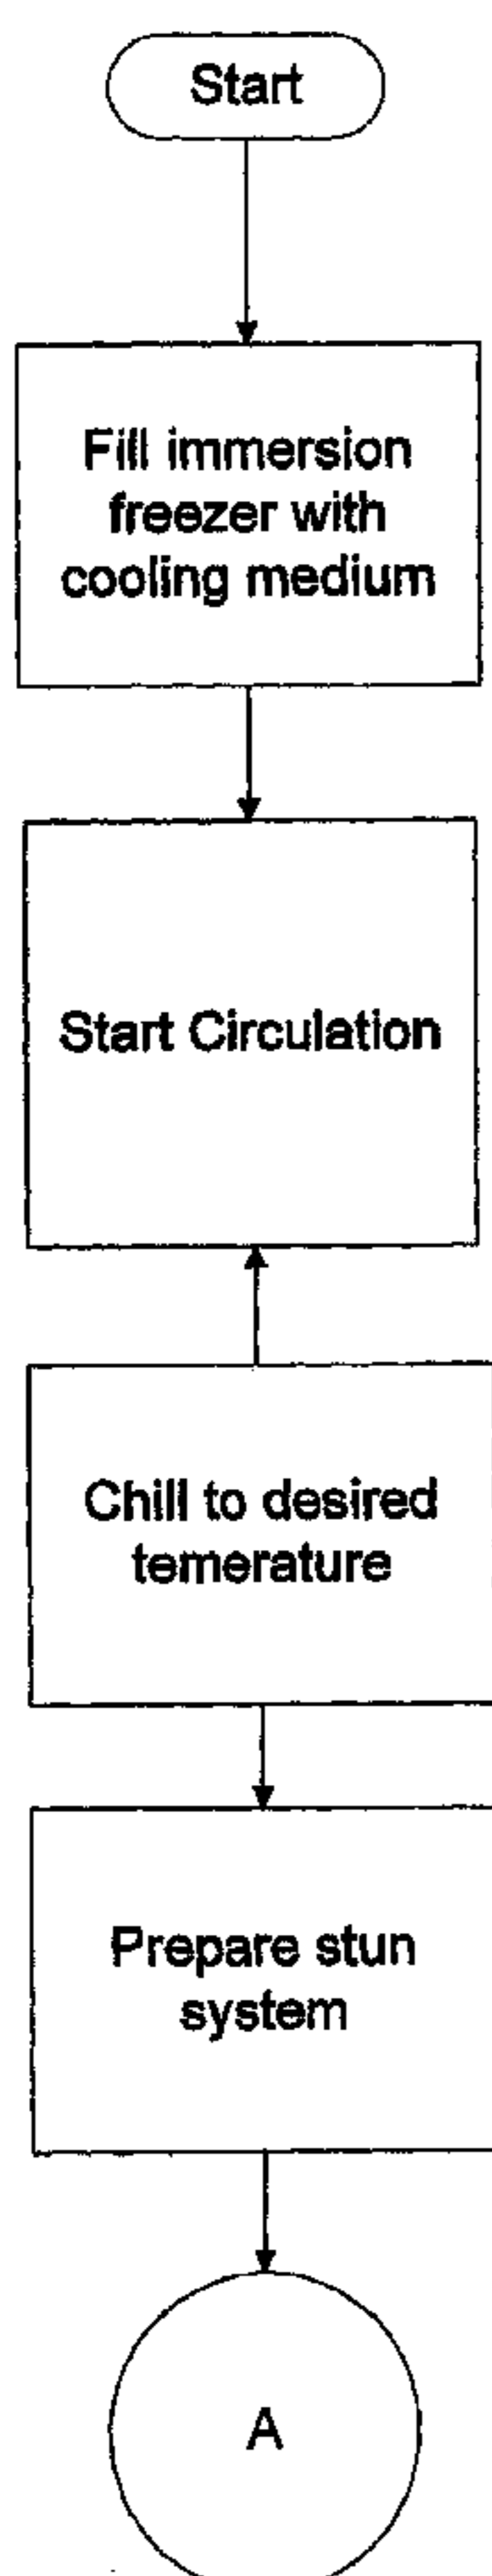 Start
Fill immersion
freezer with
cooling medium
Start Circulation
Chill to desired
temerature
Prepare stun
system
A